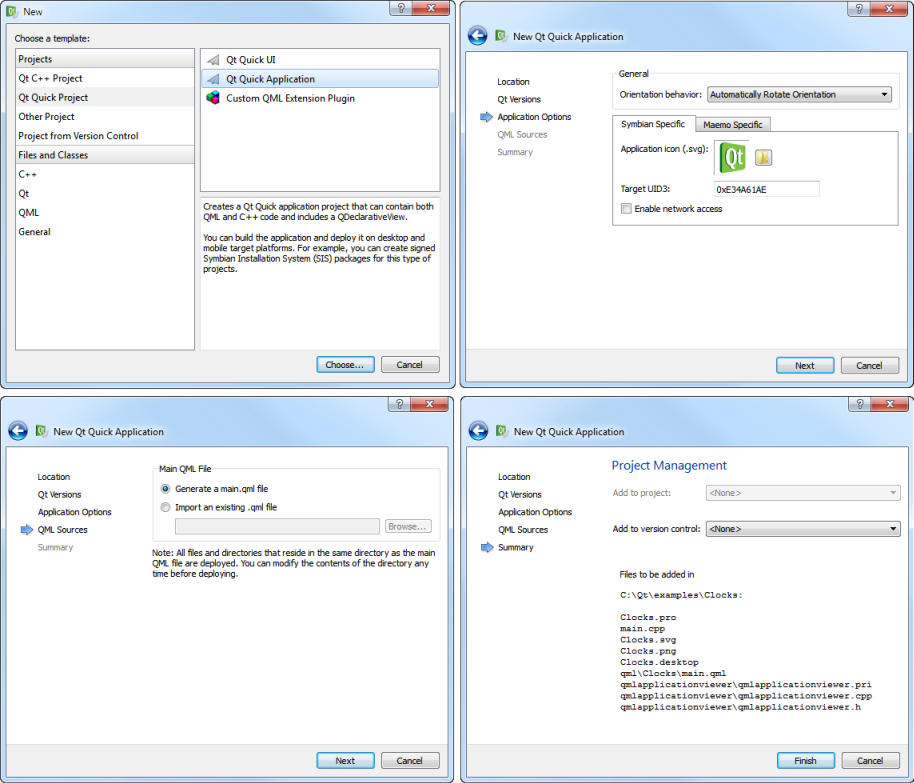 New
Choose a template:
Projects
Qt C++ Project
Qt Quick Project
Other Project
Project from Version Control
Files and Classes
C++
Qt
QML
General
Qt Quick UI
Qt Quick Application
Custom QML Extension Plugin
Creates a Qt Quick application project that can contain both
QML and C++ code and includes a QDeclarativeView.
You can build the application and deploy it on desktop and
mobile target platforms. For example, you can create signed
Symbian Installation System (SIS) packages for this type of
projects.
Choose...
Cancel
New Qt Quick Application
Location
Qt Versions
Application Options
QML Sources
Summary
General
Orientation behavior: Automatically Rotate Orientation
Symbian Specific
Maemo Specific
Application icon (.svg):
Qt
Target UID3: 0xE34A61AE
Enable network access
Next
Cancel
New Qt Quick Application
Location
Qt Versions
Application Options
QML Sources
Summary
Main QML File
Generate a main.qml file
Import an existing .qml file
Browse...
Note: All files and directories that reside in the same directory as the main
QML file are deployed. You can modify the contents of the directory any
time before deploying.
Next
Cancel
New Qt Quick Application
Location
Qt Versions
Application Options
QML Sources
Summary
Project Management
Add to project: <None>
Add to version control: <None>
Files to be added in
C:\Qt\examples\Clocks:
Clocks.pro
main.cpp
Clocks.svg
Clocks.png
Clocks.desktop
qml\Clocks\main.qml
qmlapplicationviewer\qmlapplicationviewer.pri
qmlapplicationviewer\qmlapplicationviewer.cpp
qmlapplicationviewer\qmlapplicationviewer.h
Finish
Cancel